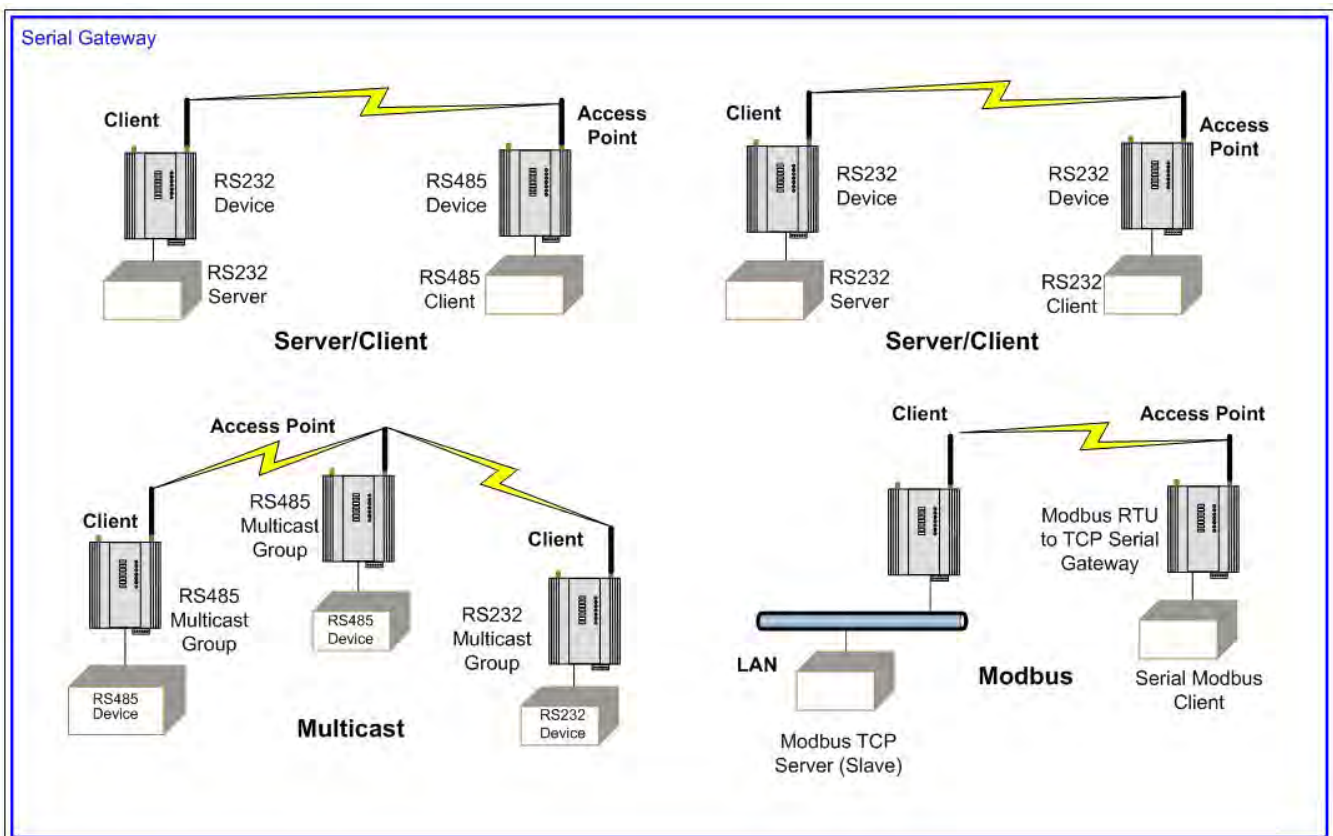 Serial Gateway
Client
Access
Point
RS232
Device
RS485
Device
RS232
Server
RS485
Client
Server/Client
Client
Access
Point
RS232
Device
RS232
Device
RS232
Server
RS232
Client
Server/Client
Access Point
Client
RS485
Multicast
Group
Client
RS485
Multicast
Group
RS485
Device
RS232
Multicast
Group
RS485
Device
RS232
Device
Multicast
Client
Access Point
Modbus RTU
to TCP Serial
Gateway
LAN
Modbus
Serial Modbus
Client
Modbus TCP
Server (Slave)